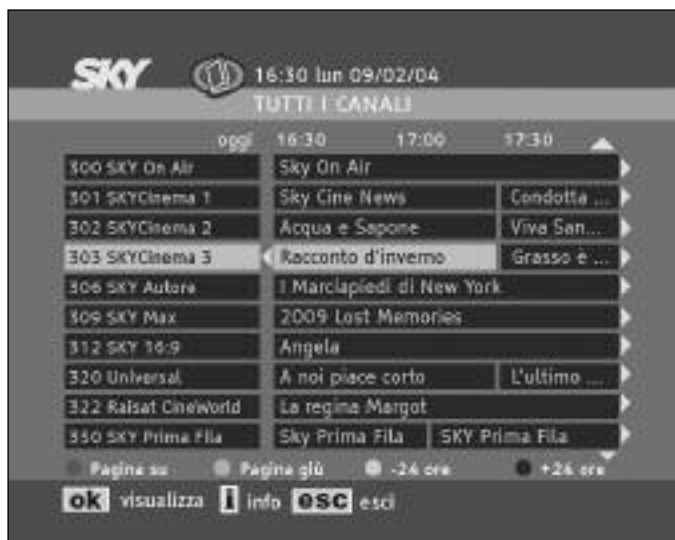 SKY 16:30 lun 09/02/04
TUTTI I CANALI
oggi 16:30 17:00 17:30
300 SKY On Air Sky On Air
301 SKYCinema 1 Sky Cine News Condotta ...
302 SKYCinema 2 Acqua e Sapone Viva San...
303 SKYCinema 3 Racconto d'inverno Grasso è ...
306 SKY Autore I Marciapiedi di New York
309 SKY Max 2009 Lost Memories
312 SKY 16:9 Angela
320 Universal A noi piace corto L'ultimo ...
322 Raisat CineWorld La regina Margot
350 SKY Prima Fila Sky Prima Fila SKY Prima Fila
Pagina su Pagina giù -24 ore +24 ore
ok visualizza i info esc esci